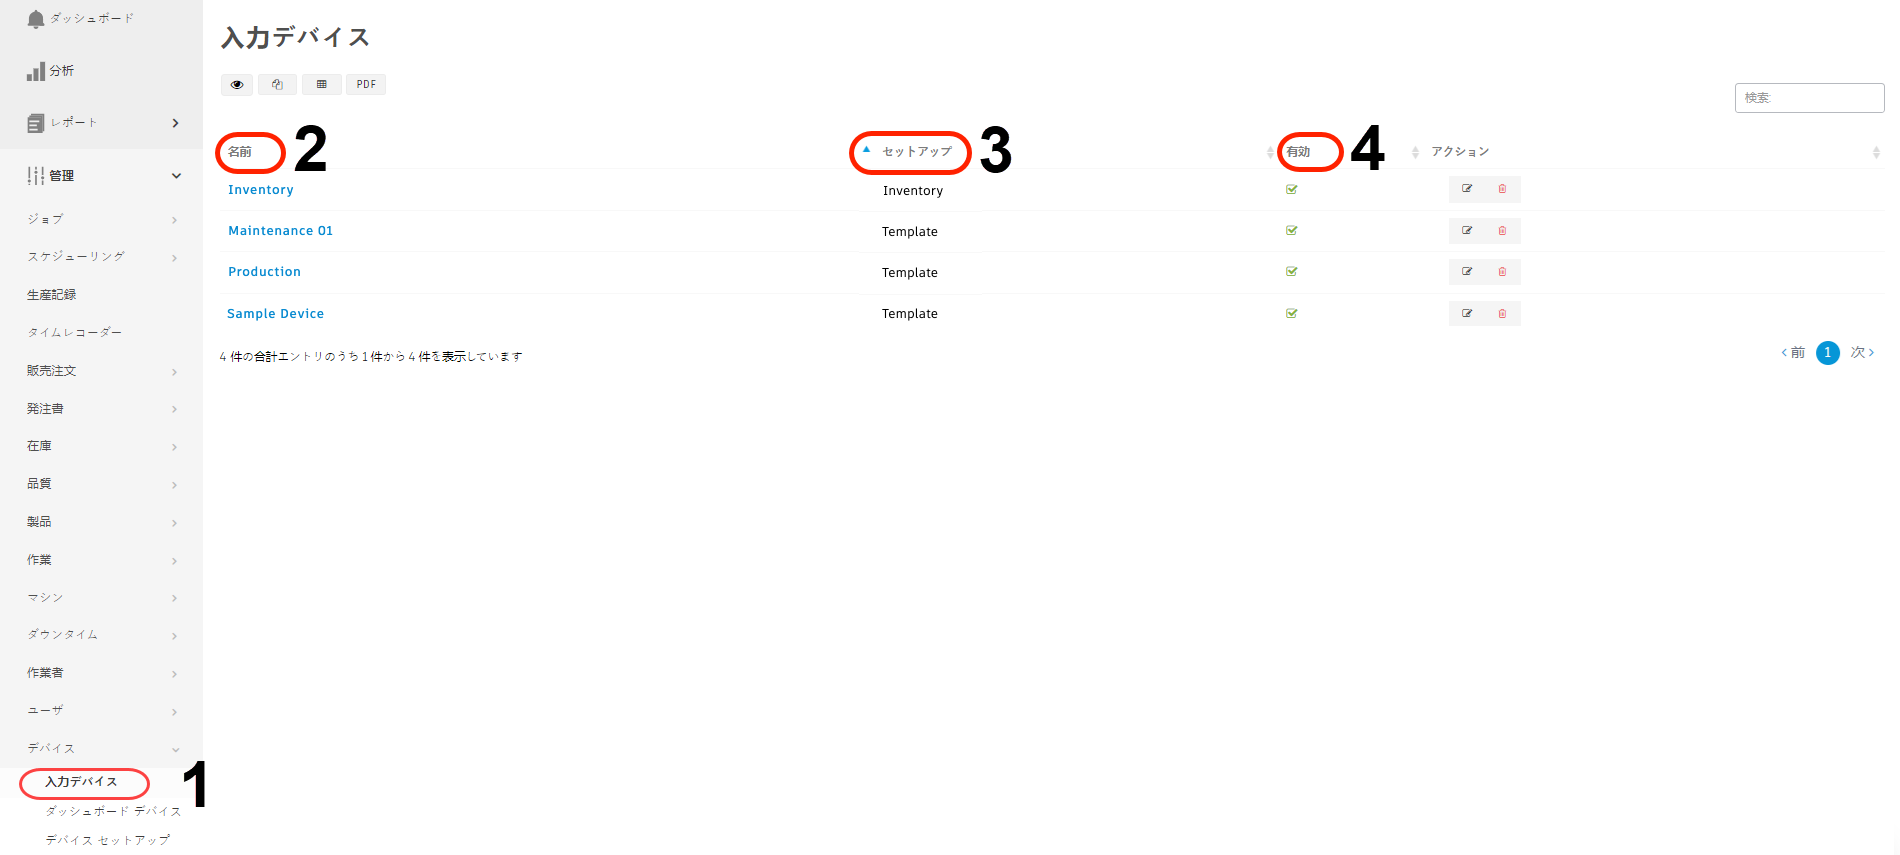 ダッシュボード
分析
レポート
管理
ジョブ
スケジューリング
生産記録
タイムレコーダー
販売注文
発注書
在庫
品質
製品
作業
マシン
ダウンタイム
作業者
ユーザ
デバイス
入力デバイス 1
ダッシュボード デバイス
デバイス セットアップ
入力デバイス
PDF
検索:
名前 2 セットアップ 3 有効 4 アクション
Inventory Inventory
Maintenance 01 Template
Production Template
Sample Device Template
4 件の合計エントリのうち 1 件から 4 件を表示しています
前 1 次